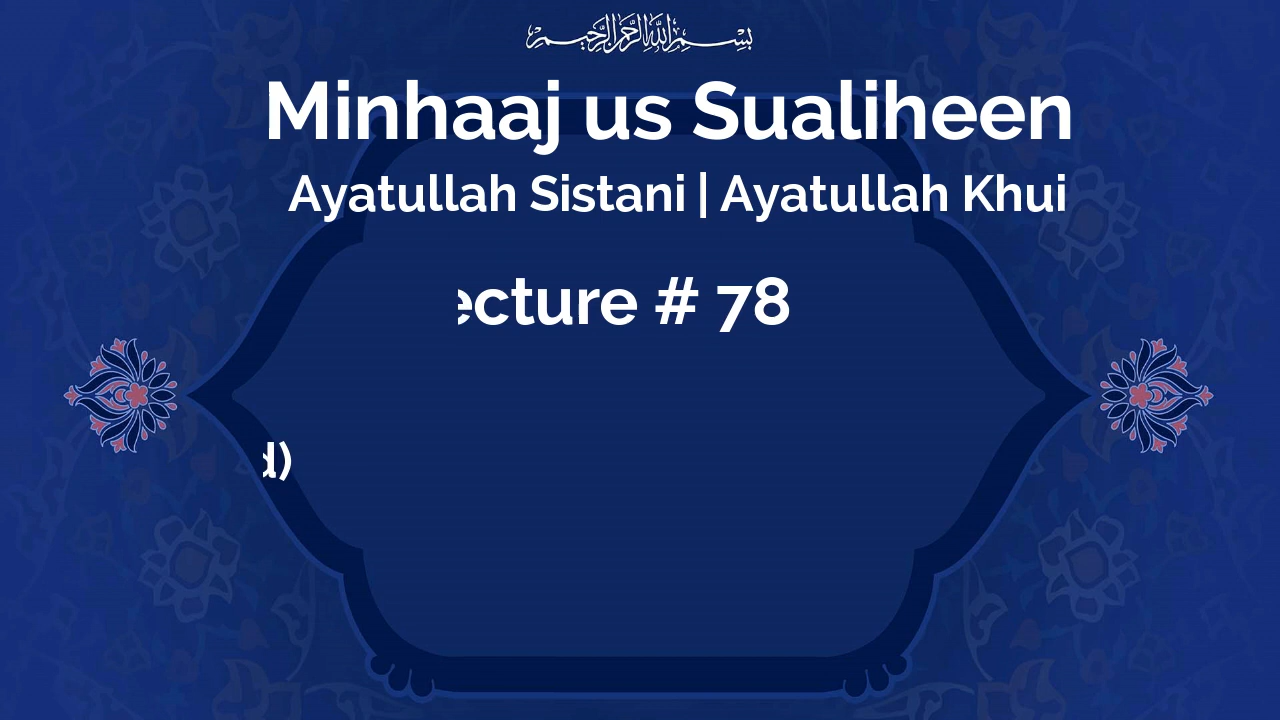 بسم الله الرحمن الرحيم
Minhaaj us Sualiheen
Ayatullah Sistani | Ayatullah Khui
ecture # 78
d)